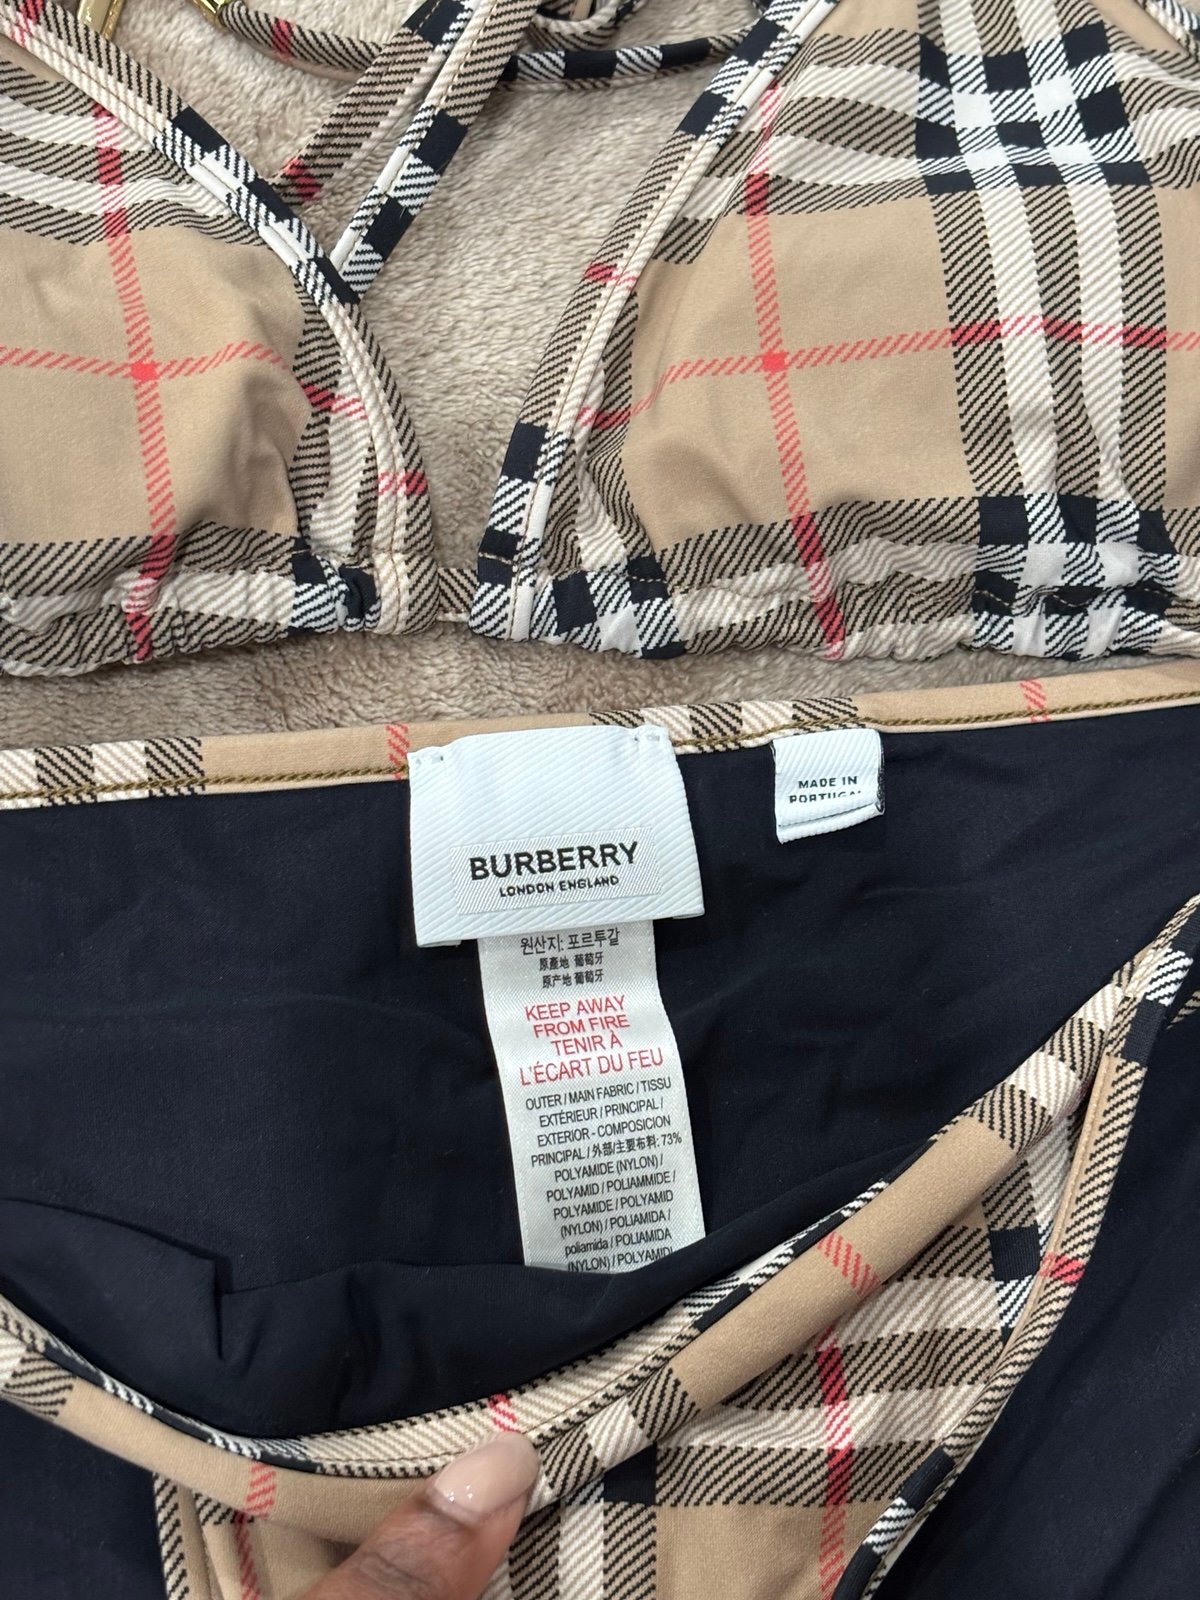 BURBERRY
LONDON ENGLAND
MADE IN
PORTUGAL
원산지: 포르투갈
原產地 葡萄牙
原产地 葡萄牙
KEEP AWAY
FROM FIRE
TENIR À
L'ÉCART DU FEU
OUTER / MAIN FABRIC / TISSU
EXTÉRIEUR / PRINCIPAL /
EXTERIOR - COMPOSICION
PRINCIPAL / 外部/主要布料: 73%
POLYAMIDE (NYLON) /
POLYAMID / POLIAMMIDE /
POLYAMIDE / POLYAMID
(NYLON) / POLIAMIDA /
poliamida / POLIAMIDA
(NYLON) / POLYAMID